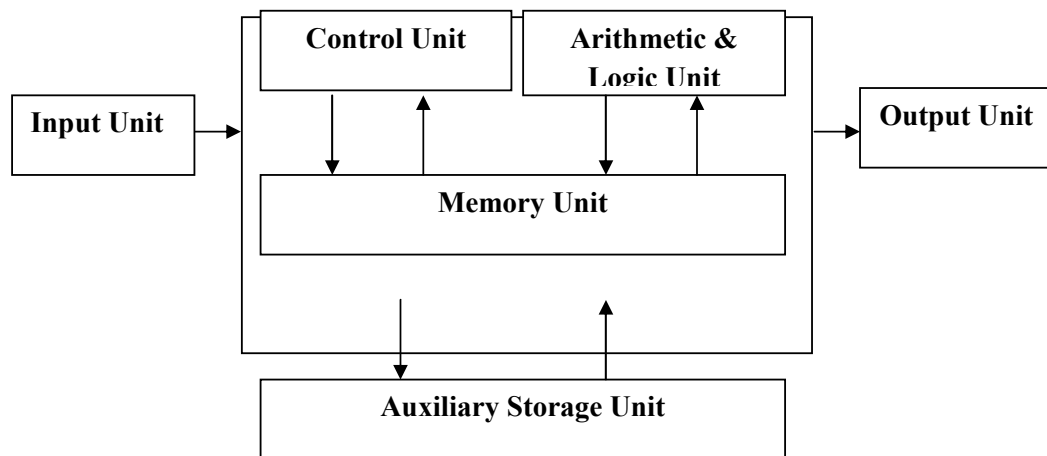 Control Unit
Arithmetic &
Logic Unit
Input Unit
Output Unit
Memory Unit
Auxiliary Storage Unit